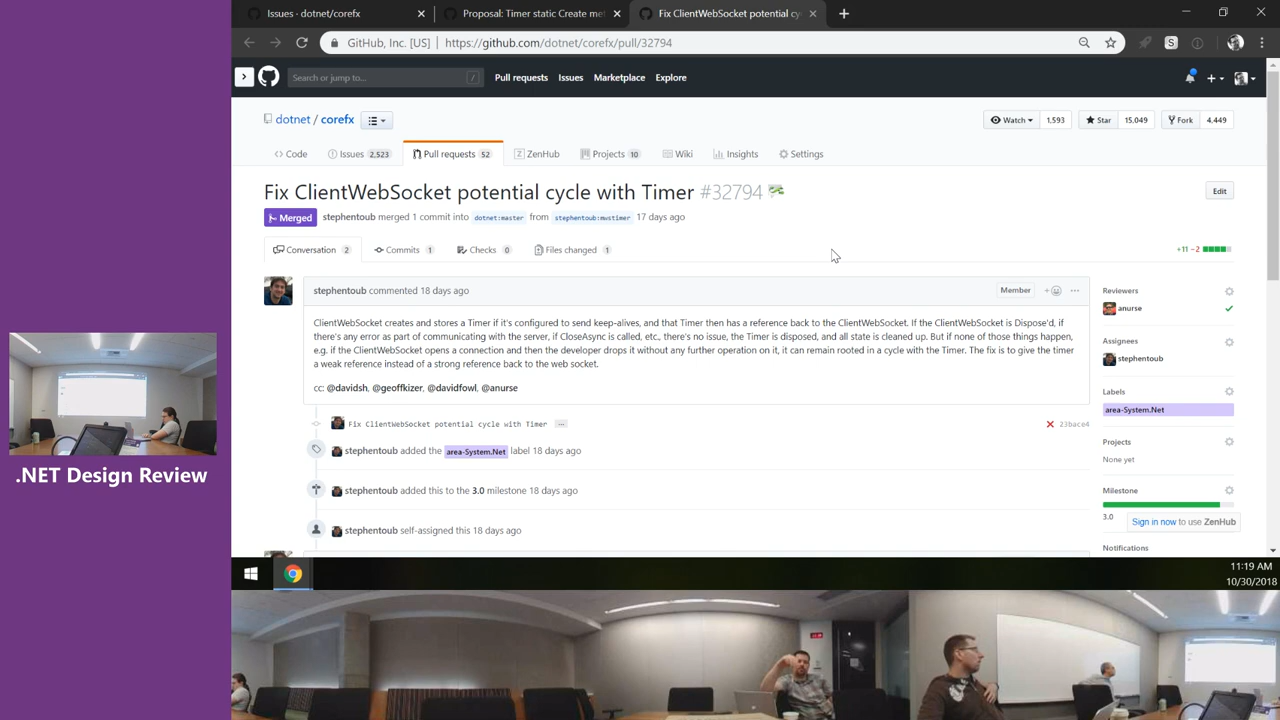 Issues · dotnet/corefx
Proposal: Timer static Create met
Fix ClientWebSocket potential cy
GitHub, Inc. [US] | https://github.com/dotnet/corefx/pull/32794
Search or jump to...
/
Pull requests
Issues
Marketplace
Explore
dotnet / corefx
Watch 1,593
Star 15,049
Fork 4,449
Code
Issues 2,523
Pull requests 52
ZenHub
Projects 10
Wiki
Insights
Settings
Fix ClientWebSocket potential cycle with Timer #32794
Edit
Merged stephentoub merged 1 commit into dotnet:master from stephentoub:mwstimer 17 days ago
Conversation 2
Commits 1
Checks 0
Files changed 1
+11 −2
stephentoub commented 18 days ago
Member
ClientWebSocket creates and stores a Timer if it's configured to send keep-alives, and that Timer then has a reference back to the ClientWebSocket. If the ClientWebSocket is Dispose'd, if
there's any error as part of communicating with the server, if CloseAsync is called, etc., there's no issue, the Timer is disposed, and all state is cleaned up. But if none of those things happen,
e.g. if the ClientWebSocket opens a connection and then the developer drops it without any further operation on it, it can remain rooted in a cycle with the Timer. The fix is to give the timer
a weak reference instead of a strong reference back to the web socket.
cc: @davidsh, @geoffkizer, @davidfowl, @anurse
Fix ClientWebSocket potential cycle with Timer ...
23bace4
stephentoub added the area-System.Net label 18 days ago
stephentoub added this to the 3.0 milestone 18 days ago
stephentoub self-assigned this 18 days ago
Reviewers
anurse
Assignees
stephentoub
Labels
area-System.Net
Projects
None yet
Milestone
3.0
Sign in now to use ZenHub
Notifications
11:19 AM
10/30/2018
.NET Design Review